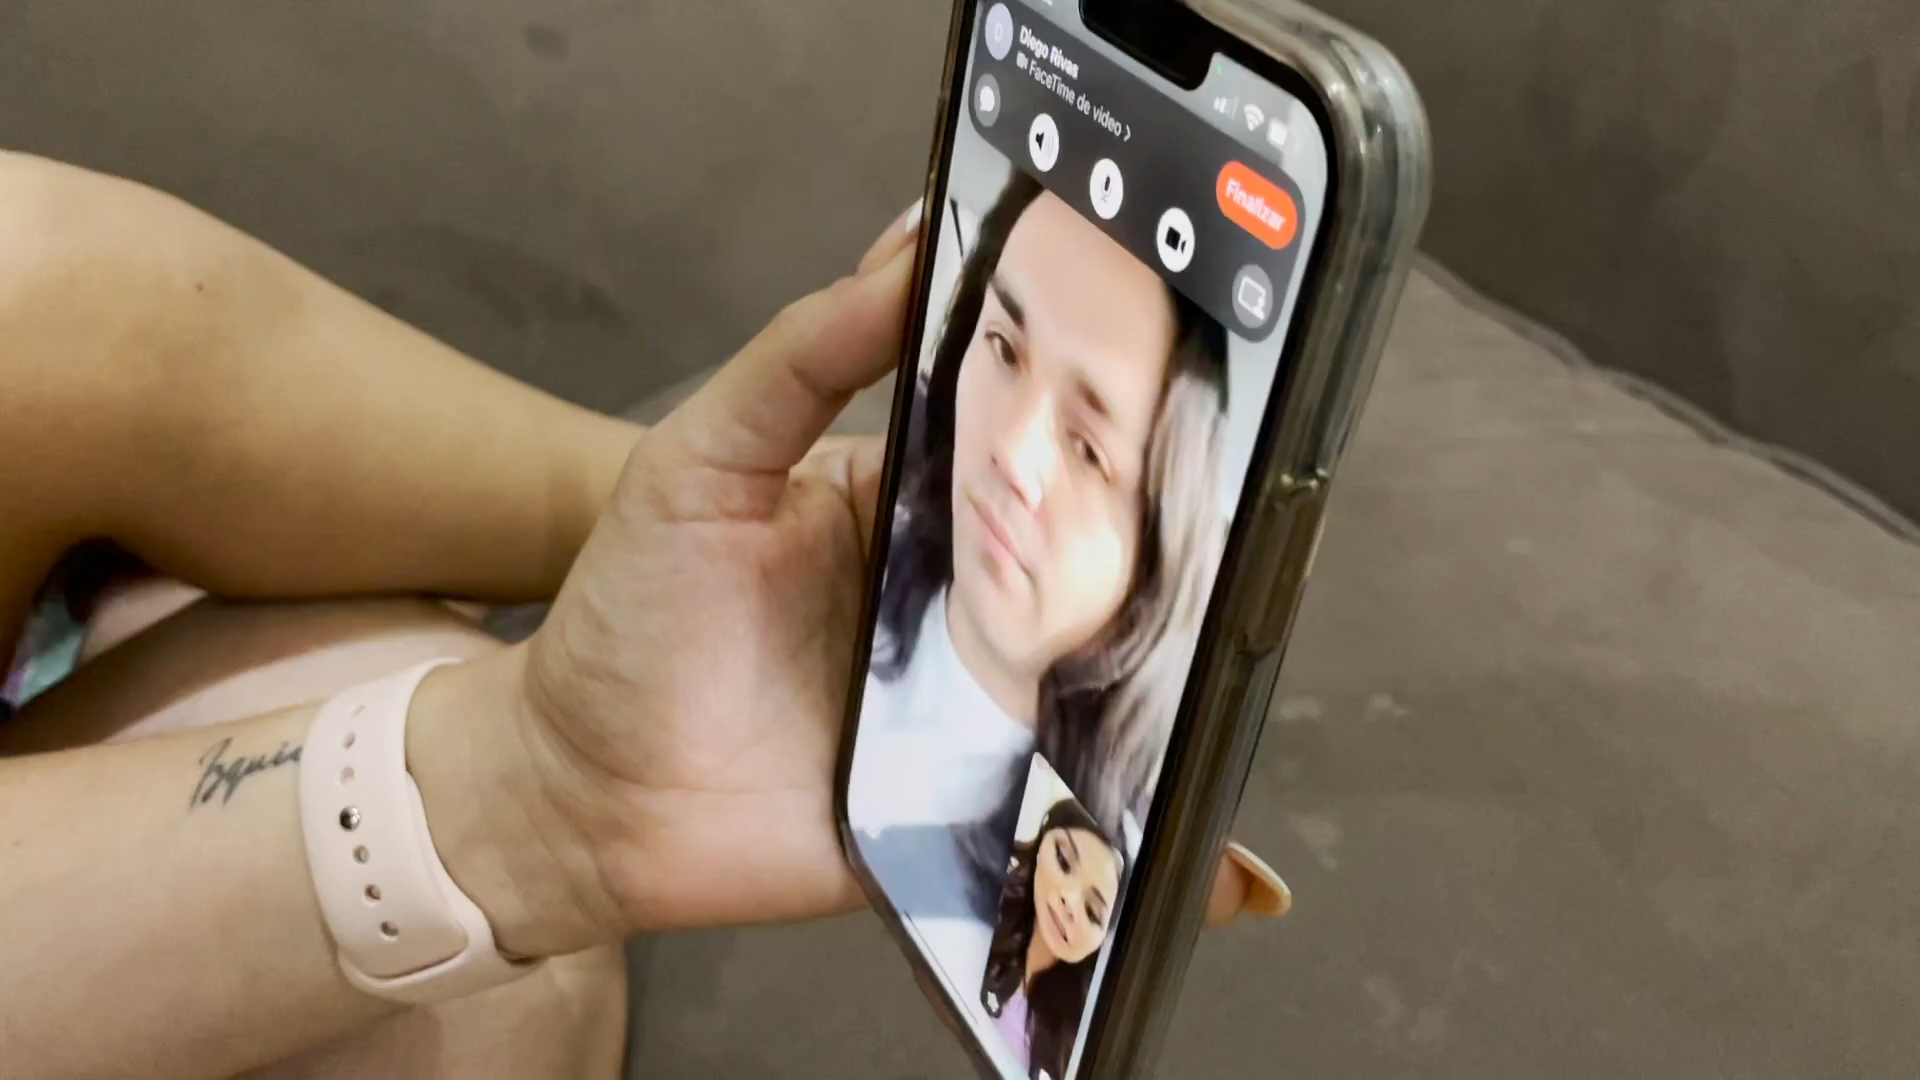 D
Diego Rivas
FaceTime de video >
Finalizar